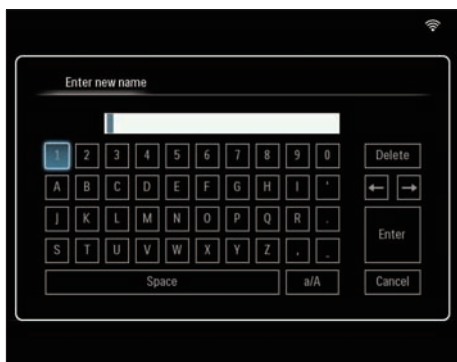 Enter new name
1 2 3 4 5 6 7 8 9 0 Delete
A B C D E F G H I ' ← →
J K L M N O P Q R .
Enter
S T U V W X Y Z , _
Space a/A Cancel